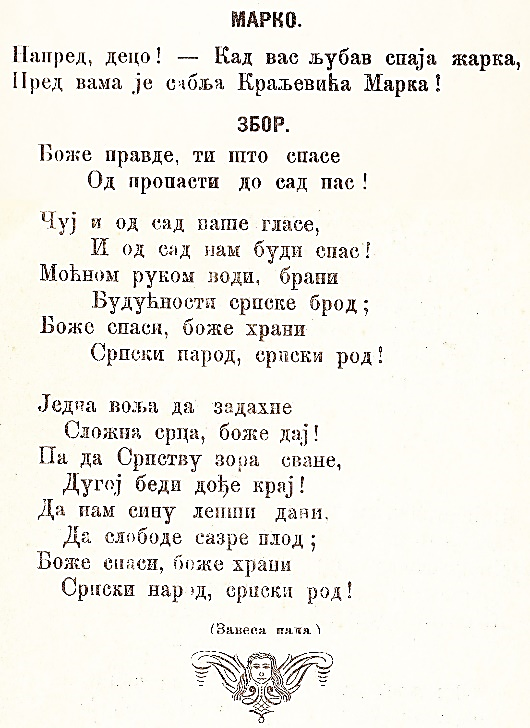 МАРКО.
Напред, децо! — Кад вас љубав спаја жарка,
Пред вама је сабља Краљевића Марка!
ЗБОР.
Боже правде, ти што спасе
Од пропасти до сад нас!
Чуј и од сад наше гласе,
И од сад нам буди спас!
Моћном руком води, брани
Будућности српске брод;
Боже спаси, боже храни
Српски народ, српски род!
Једна воља да задахне
Сложна срца, боже дај!
Па да Српству зора сване,
Дугој беди дође крај!
Да нам сину лепши дани,
Да слободе сазре плод;
Боже спаси, боже храни
Српски народ, српски род!
(Завеса пада)